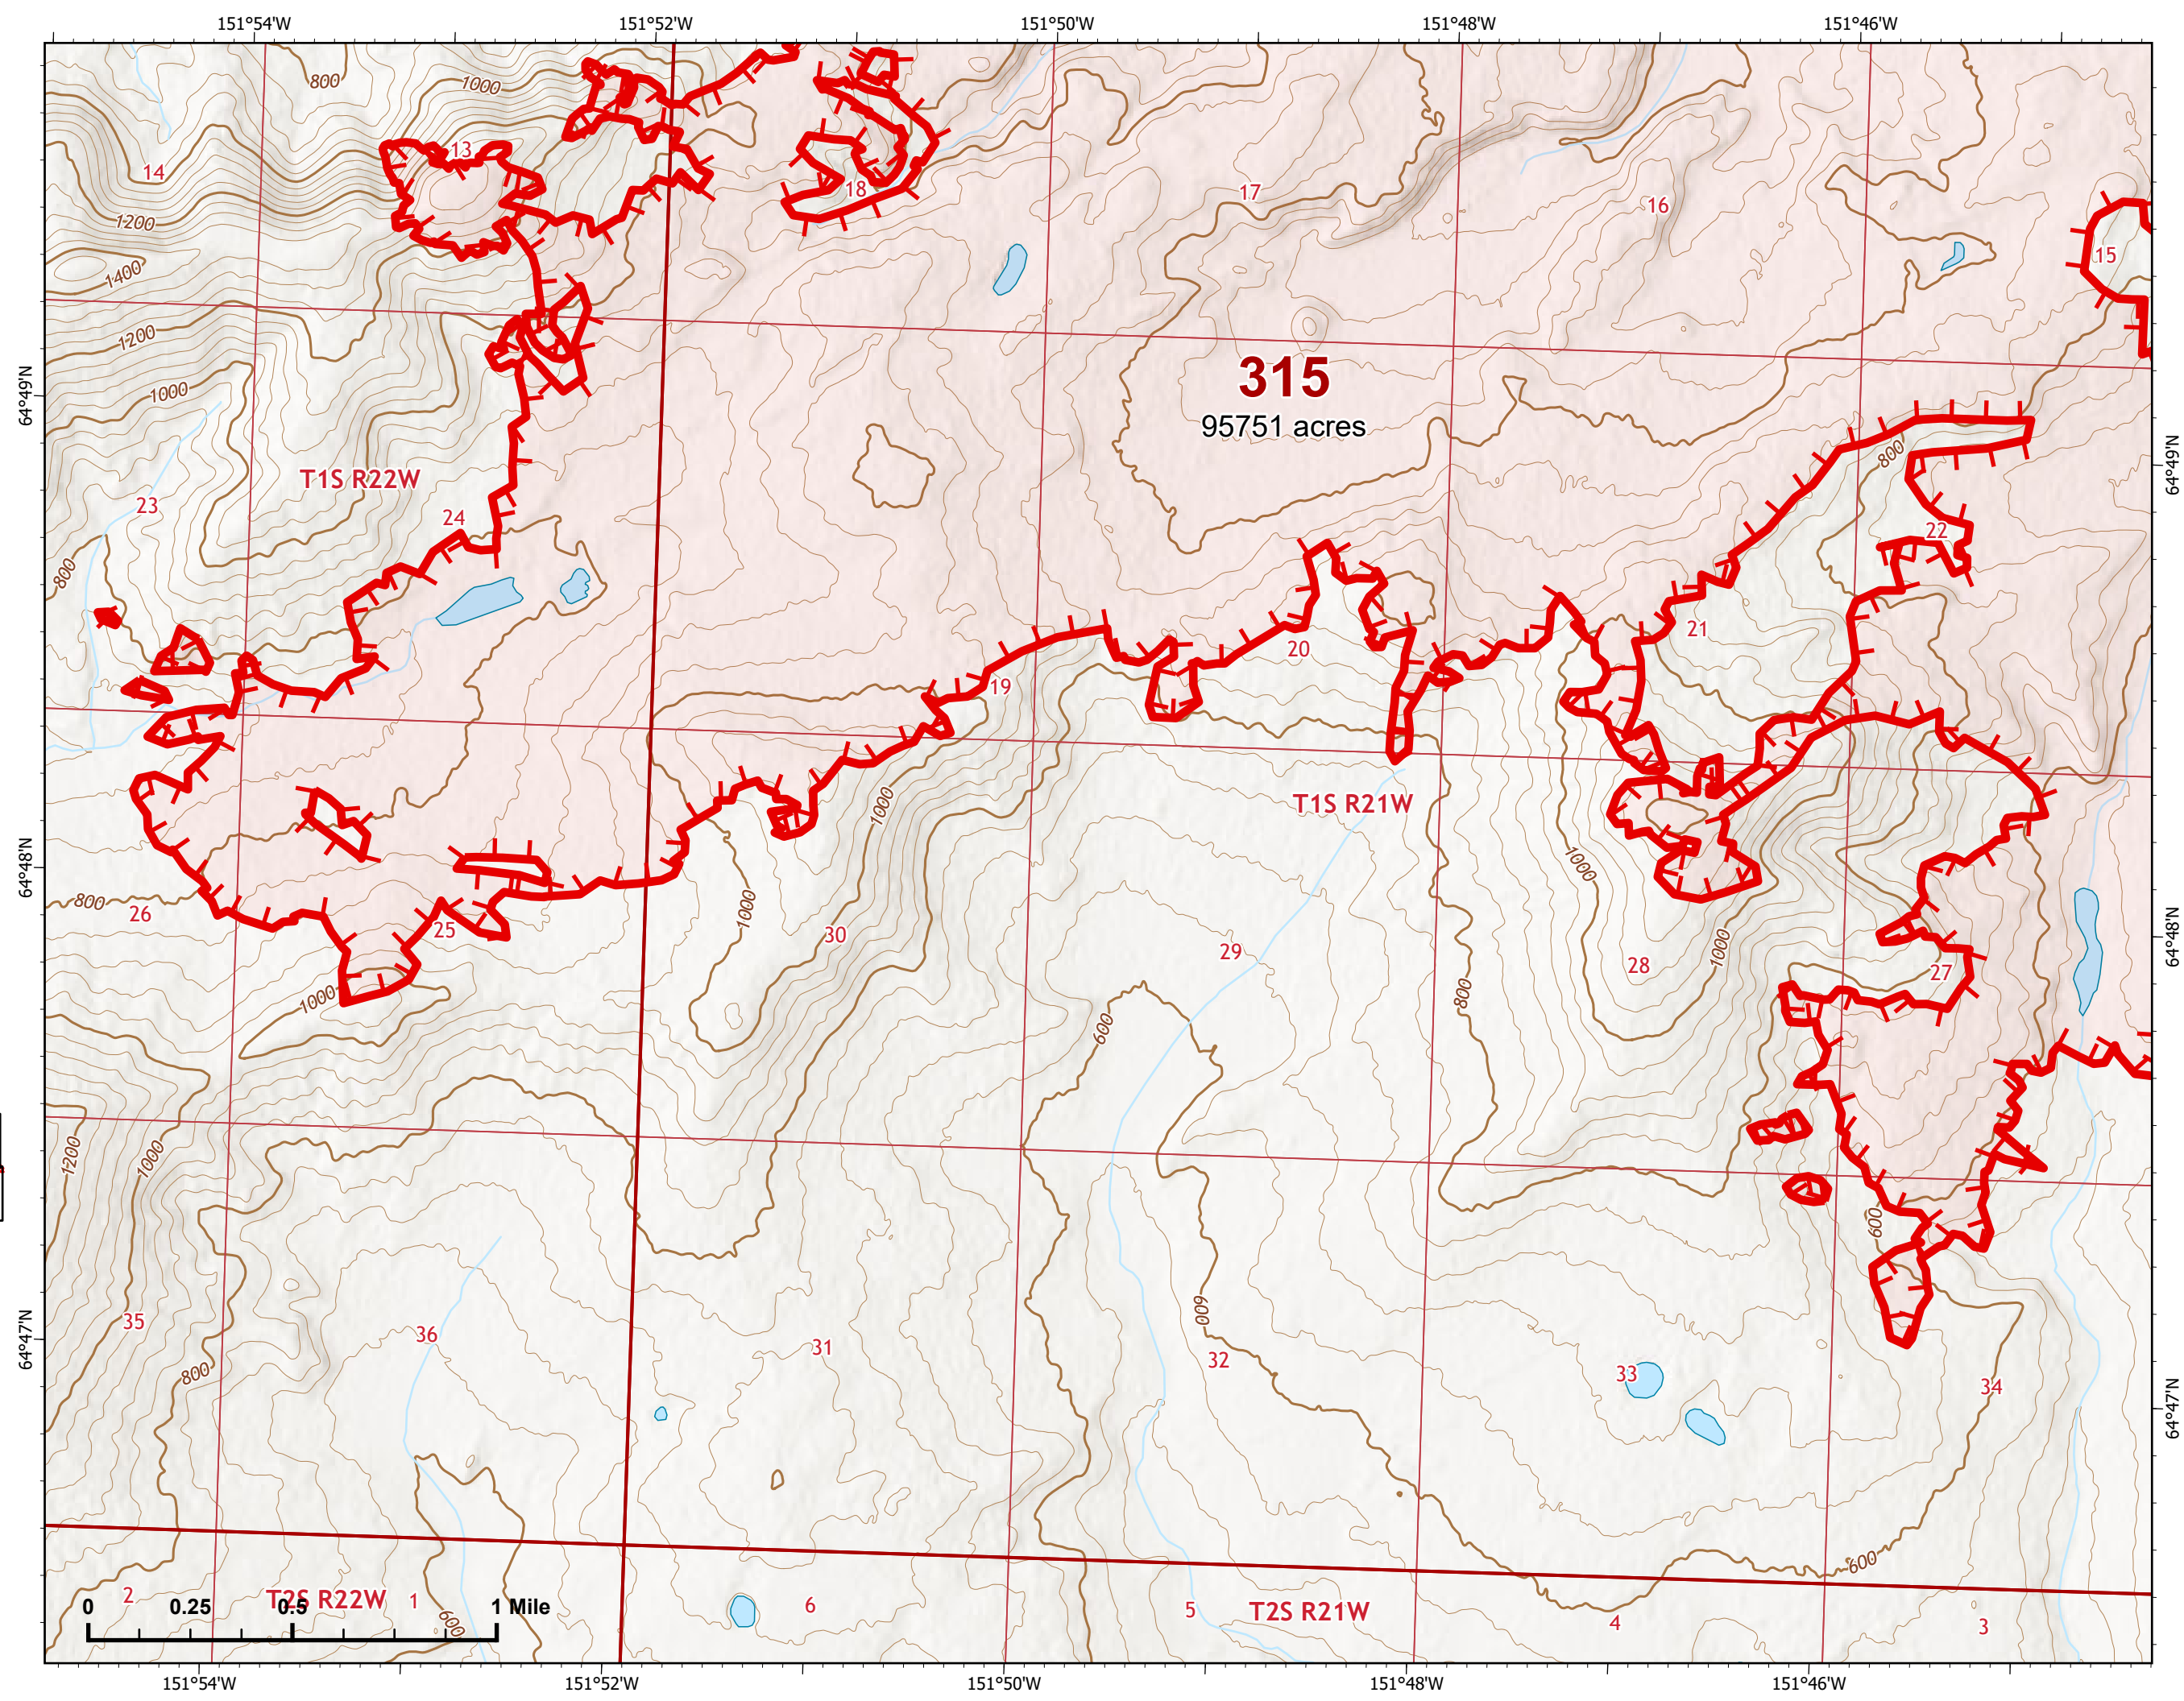 151°54'W
151°52'W
151°50'W
151°48'W
151°46'W
800
1000
13
14
18
17
16
1200
15
1400
1200
315
95751 acres
1000
64°49'N
800
64°49'N
T1S R22W
23
24
22
800
21
20
19
1000
T1S R21W
64°48'N
1000
800
26
25
1000
30
29
28
1000
27
64°48'N
1000
800
600
1200
1000
600
600
35
36
31
32
33
34
64°47'N
800
64°47'N
600
2
T2S R22W
1
6
5
T2S R21W
4
3
600
0
0.25
0.5
1 Mile
151°54'W
151°52'W
151°50'W
151°48'W
151°46'W